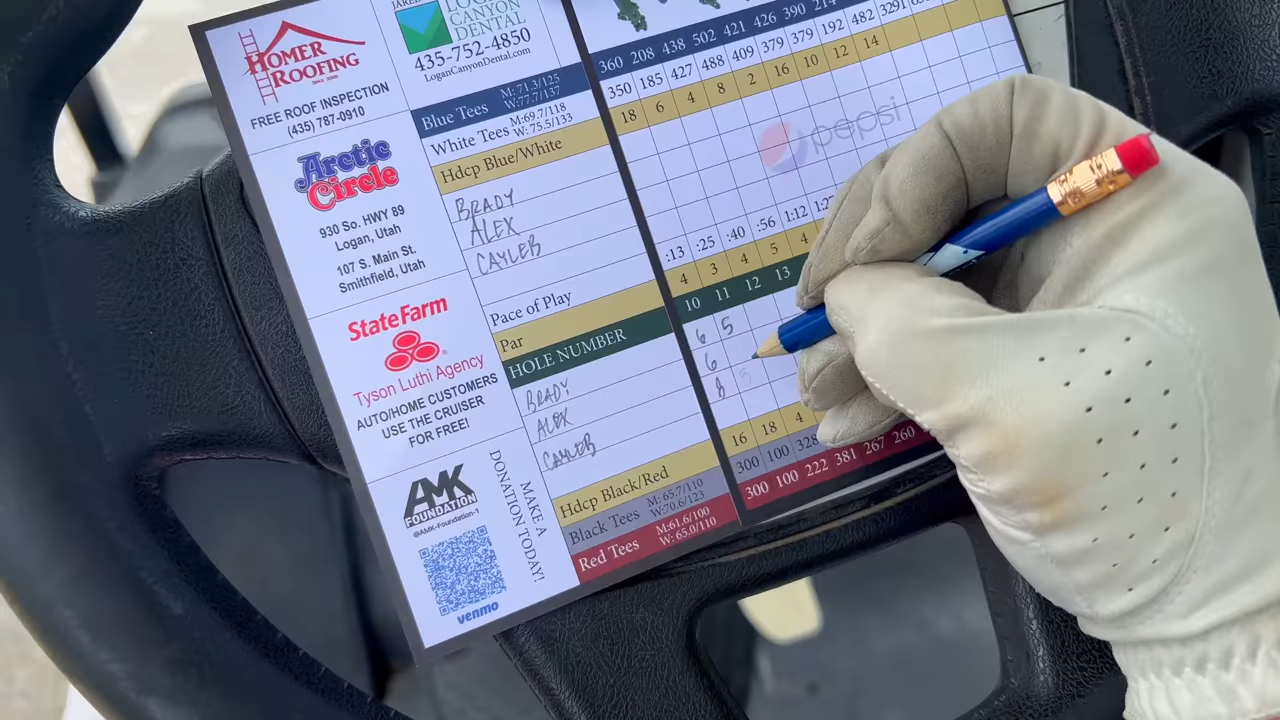 HOMER
ROOFING
SINCE 2000
FREE ROOF INSPECTION
(435) 787-0910
Arctic
Circle
930 So. HWY 89
Logan, Utah
107 S. Main St.
Smithfield, Utah
State Farm
Tyson Luthi Agency
AUTO/HOME CUSTOMERS
USE THE CRUISER
FOR FREE!
AMK
FOUNDATION
@AMK-Foundation-1
venmo
MAKE A
DONATION TODAY!
CANYON
DENTAL
435-752-4850
LoganCanyonDental.com
Blue Tees M: 71.3/125 W:77.7/137 360 208 438 502 421 426 390 214
White Tees M:69.7/118 W: 75.5/133 350 185 427 488 409 379 379 192 482 3291
Hdcp Blue/White 18 6 4 8 2 16 10 12 14
pepsi
BRADY
ALEX
CAYLEB
Pace of Play :13 :25 :40 :56 1:12
Par 4 3 4 5 4
HOLE NUMBER 10 11 12 13
BRADY 6 5
ALEX 6
CAYLEB 8 5
Hdcp Black/Red 16 18 4
Black Tees M: 65.7/110 W:70.6/123 300 100 328
Red Tees M:61.6/100 W: 65.0/110 300 100 222 381 267 260